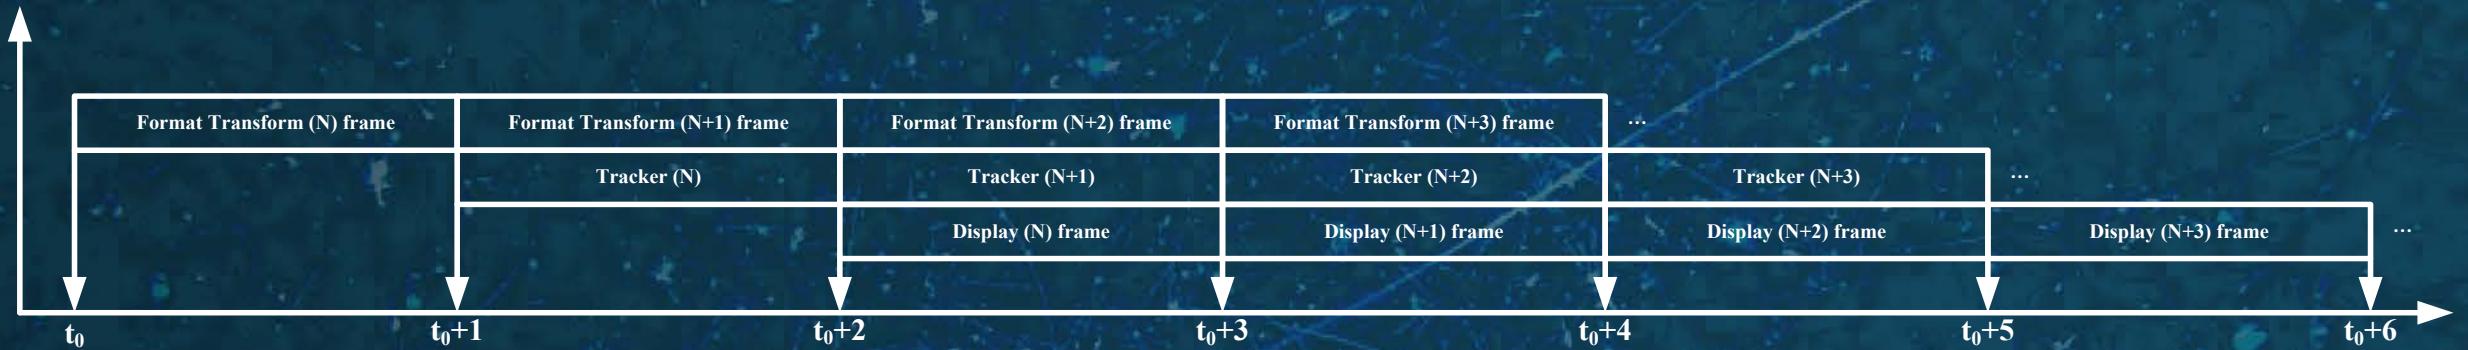 Format Transform (N) frame
Format Transform (N+1) frame
Format Transform (N+2) frame
Format Transform (N+3) frame
...
Tracker (N)
Tracker (N+1)
Tracker (N+2)
Tracker (N+3)
...
Display (N) frame
Display (N+1) frame
Display (N+2) frame
Display (N+3) frame
...
t₀
t₀+1
t₀+2
t₀+3
t₀+4
t₀+5
t₀+6